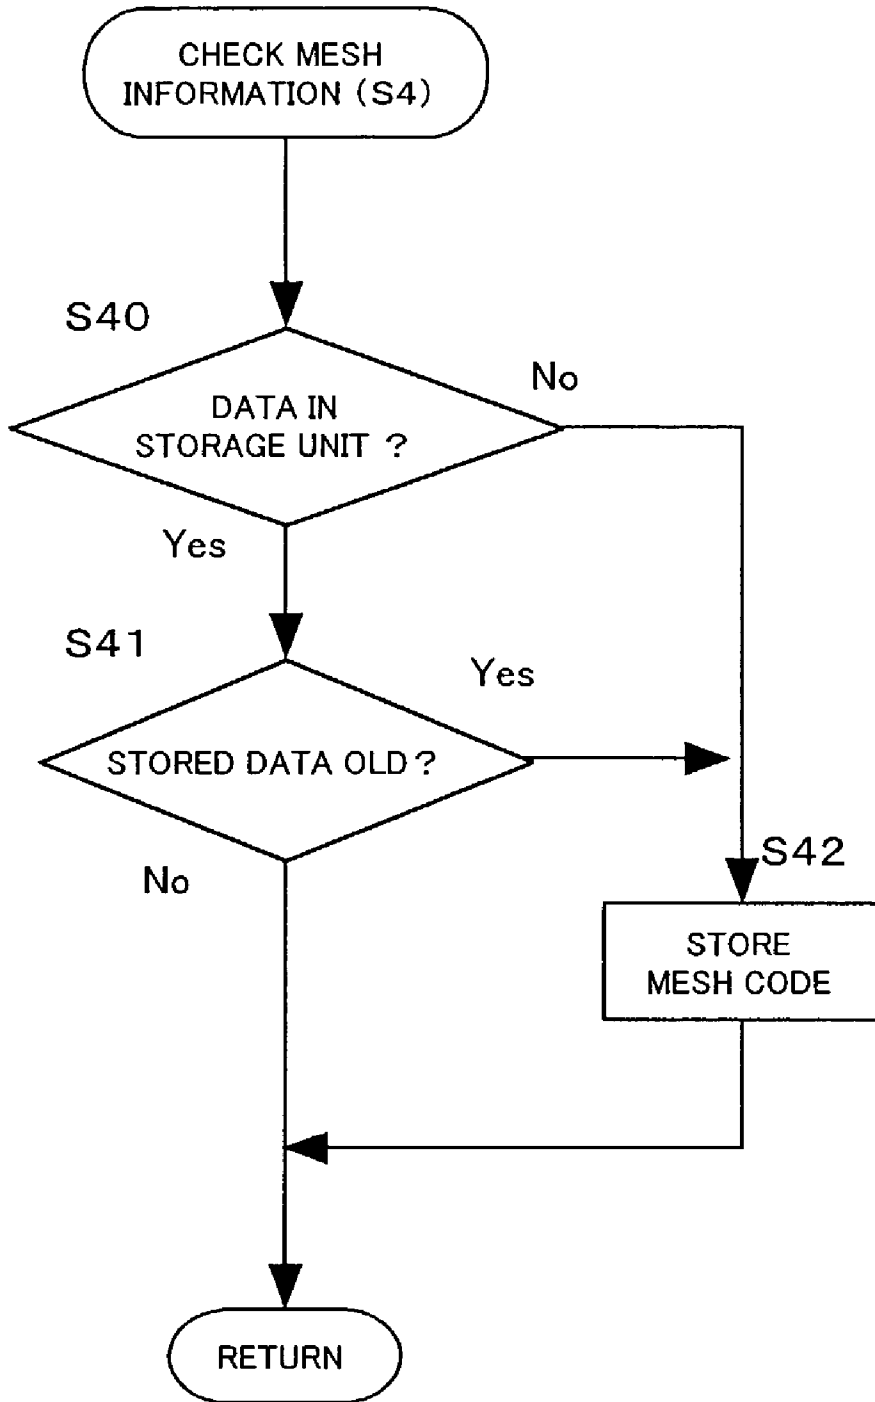 CHECK MESH
INFORMATION (S4)
S40
No
DATA IN
STORAGE UNIT ?
Yes
S41
Yes
STORED DATA OLD ?
No
S42
STORE
MESH CODE
RETURN